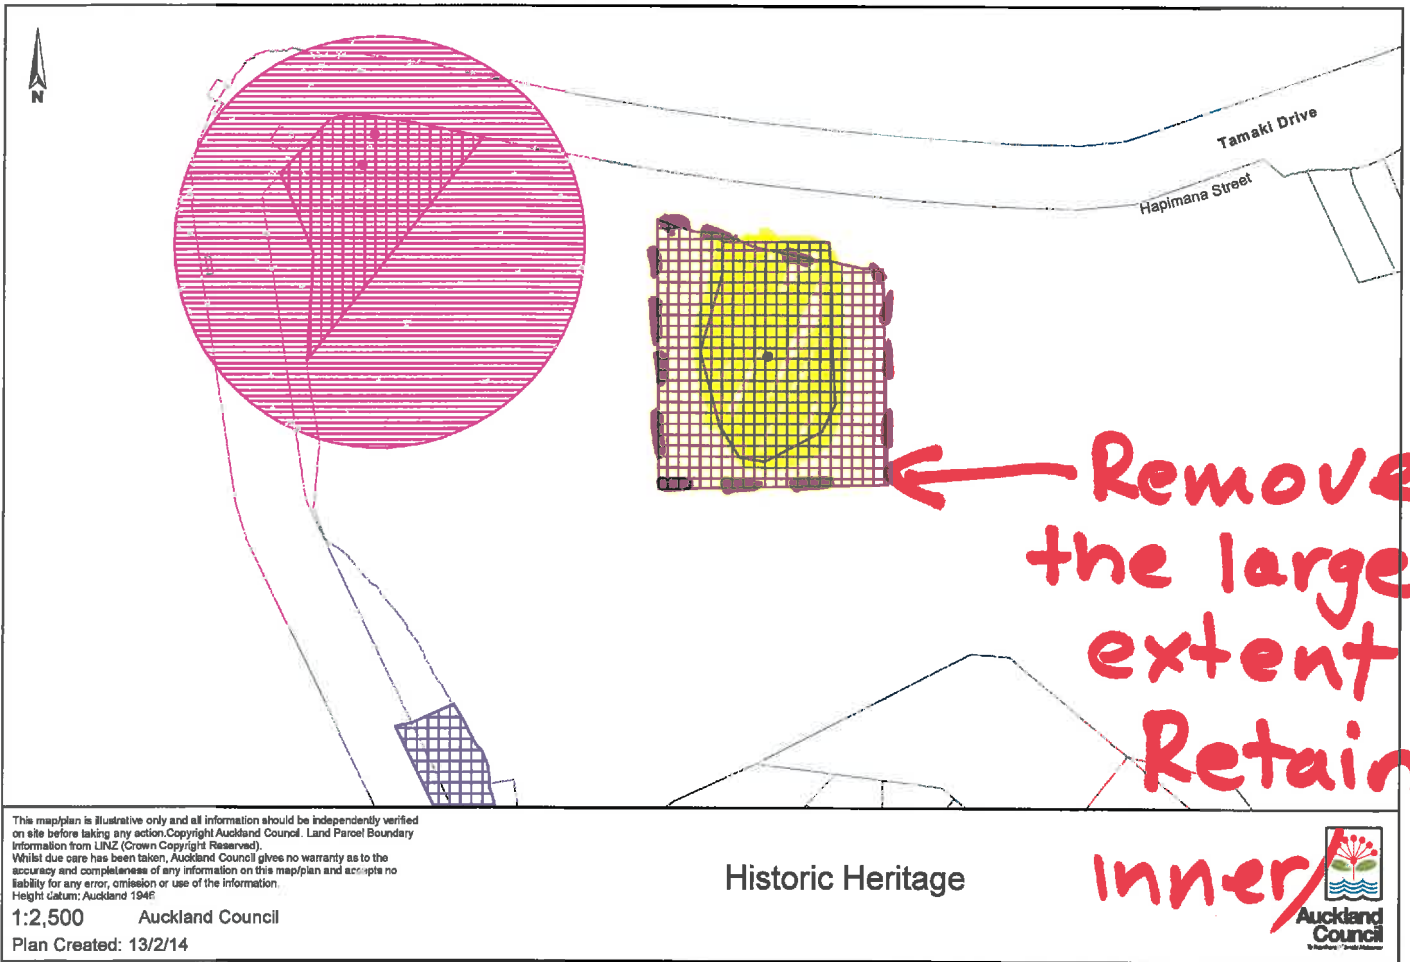 N
Tamaki Drive
Hapimana Street
Remove
the large
extent
Retain
inner/
This map/plan is illustrative only and all information should be independently verified
on site before taking any action.Copyright Auckland Council. Land Parcel Boundary
Information from LINZ (Crown Copyright Reserved).
Whilst due care has been taken, Auckland Council gives no warranty as to the
accuracy and completeness of any information on this map/plan and accepts no
liability for any error, omission or use of the information.
Height datum: Auckland 1946
1:2,500 Auckland Council
Plan Created: 13/2/14
Historic Heritage
Auckland
Council